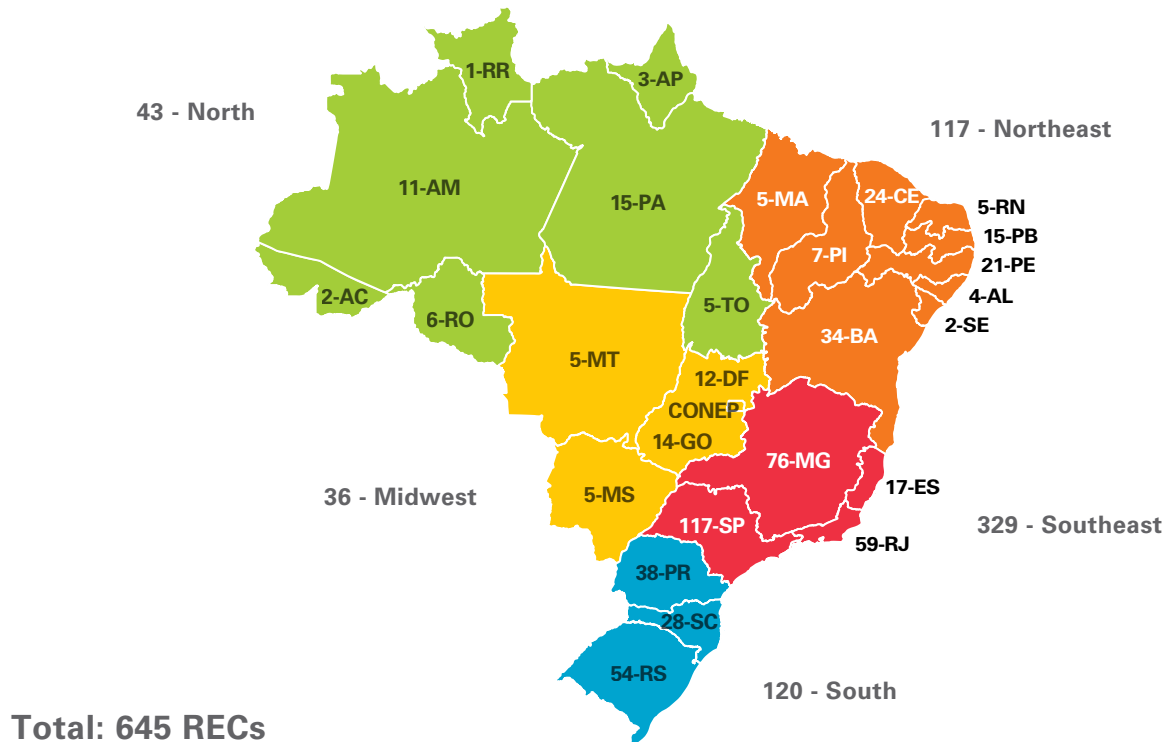 1-RR
3-AP
43 - North
117 - Northeast
11-AM
15-PA
5-MA
24-CE
5-RN
15-PB
7-PI
21-PE
2-AC
4-AL
6-RO
5-TO
2-SE
34-BA
5-MT
12-DF
CONEP
14-GO
76-MG
36 - Midwest
5-MS
17-ES
117-SP
329 - Southeast
59-RJ
38-PR
28-SC
54-RS
120 - South
Total: 645 RECs